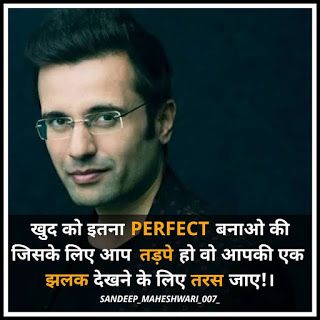 खुद को इतना PERFECT बनाओ की
जिसके लिए आप तड़पे हो वो आपकी एक
झलक देखने के लिए तरस जाए!।
SANDEEP_MAHESHWARI_007_